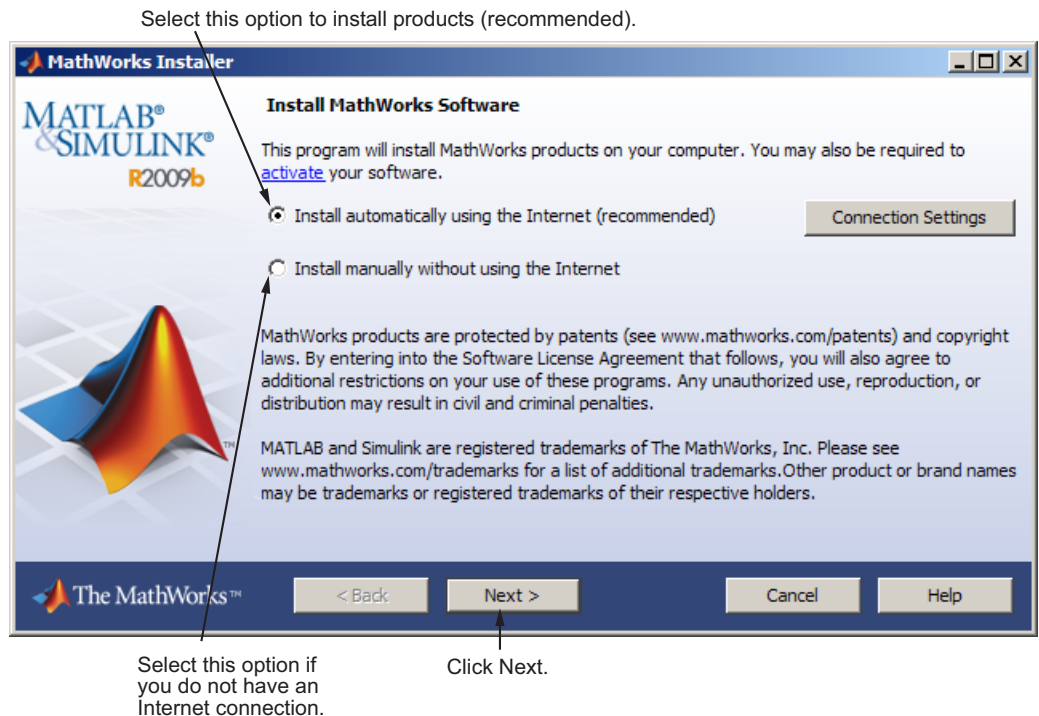 Select this option to install products (recommended).
MathWorks Installer
MATLAB®
&SIMULINK®
R2009b
Install MathWorks Software
This program will install MathWorks products on your computer. You may also be required to
activate your software.
Install automatically using the Internet (recommended)
Connection Settings
Install manually without using the Internet
MathWorks products are protected by patents (see www.mathworks.com/patents) and copyright
laws. By entering into the Software License Agreement that follows, you will also agree to
additional restrictions on your use of these programs. Any unauthorized use, reproduction, or
distribution may result in civil and criminal penalties.
TM
MATLAB and Simulink are registered trademarks of The MathWorks, Inc. Please see
www.mathworks.com/trademarks for a list of additional trademarks.Other product or brand names
may be trademarks or registered trademarks of their respective holders.
The MathWorks™
< Back
Next >
Cancel
Help
Select this option if
you do not have an
Internet connection.
Click Next.